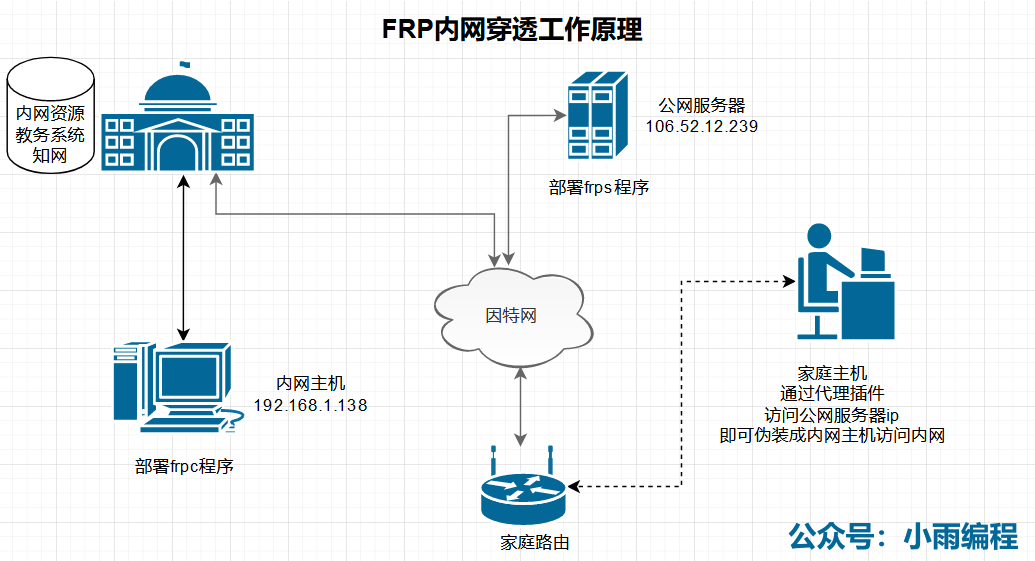 FRP内网穿透工作原理
内网资源
教务系统
知网
公网服务器
106.52.12.239
部署frps程序
因特网
内网主机
192.168.1.138
部署frpc程序
家庭主机
通过代理插件
访问公网服务器ip
即可伪装成内网主机访问内网
家庭路由
公众号：小雨编程